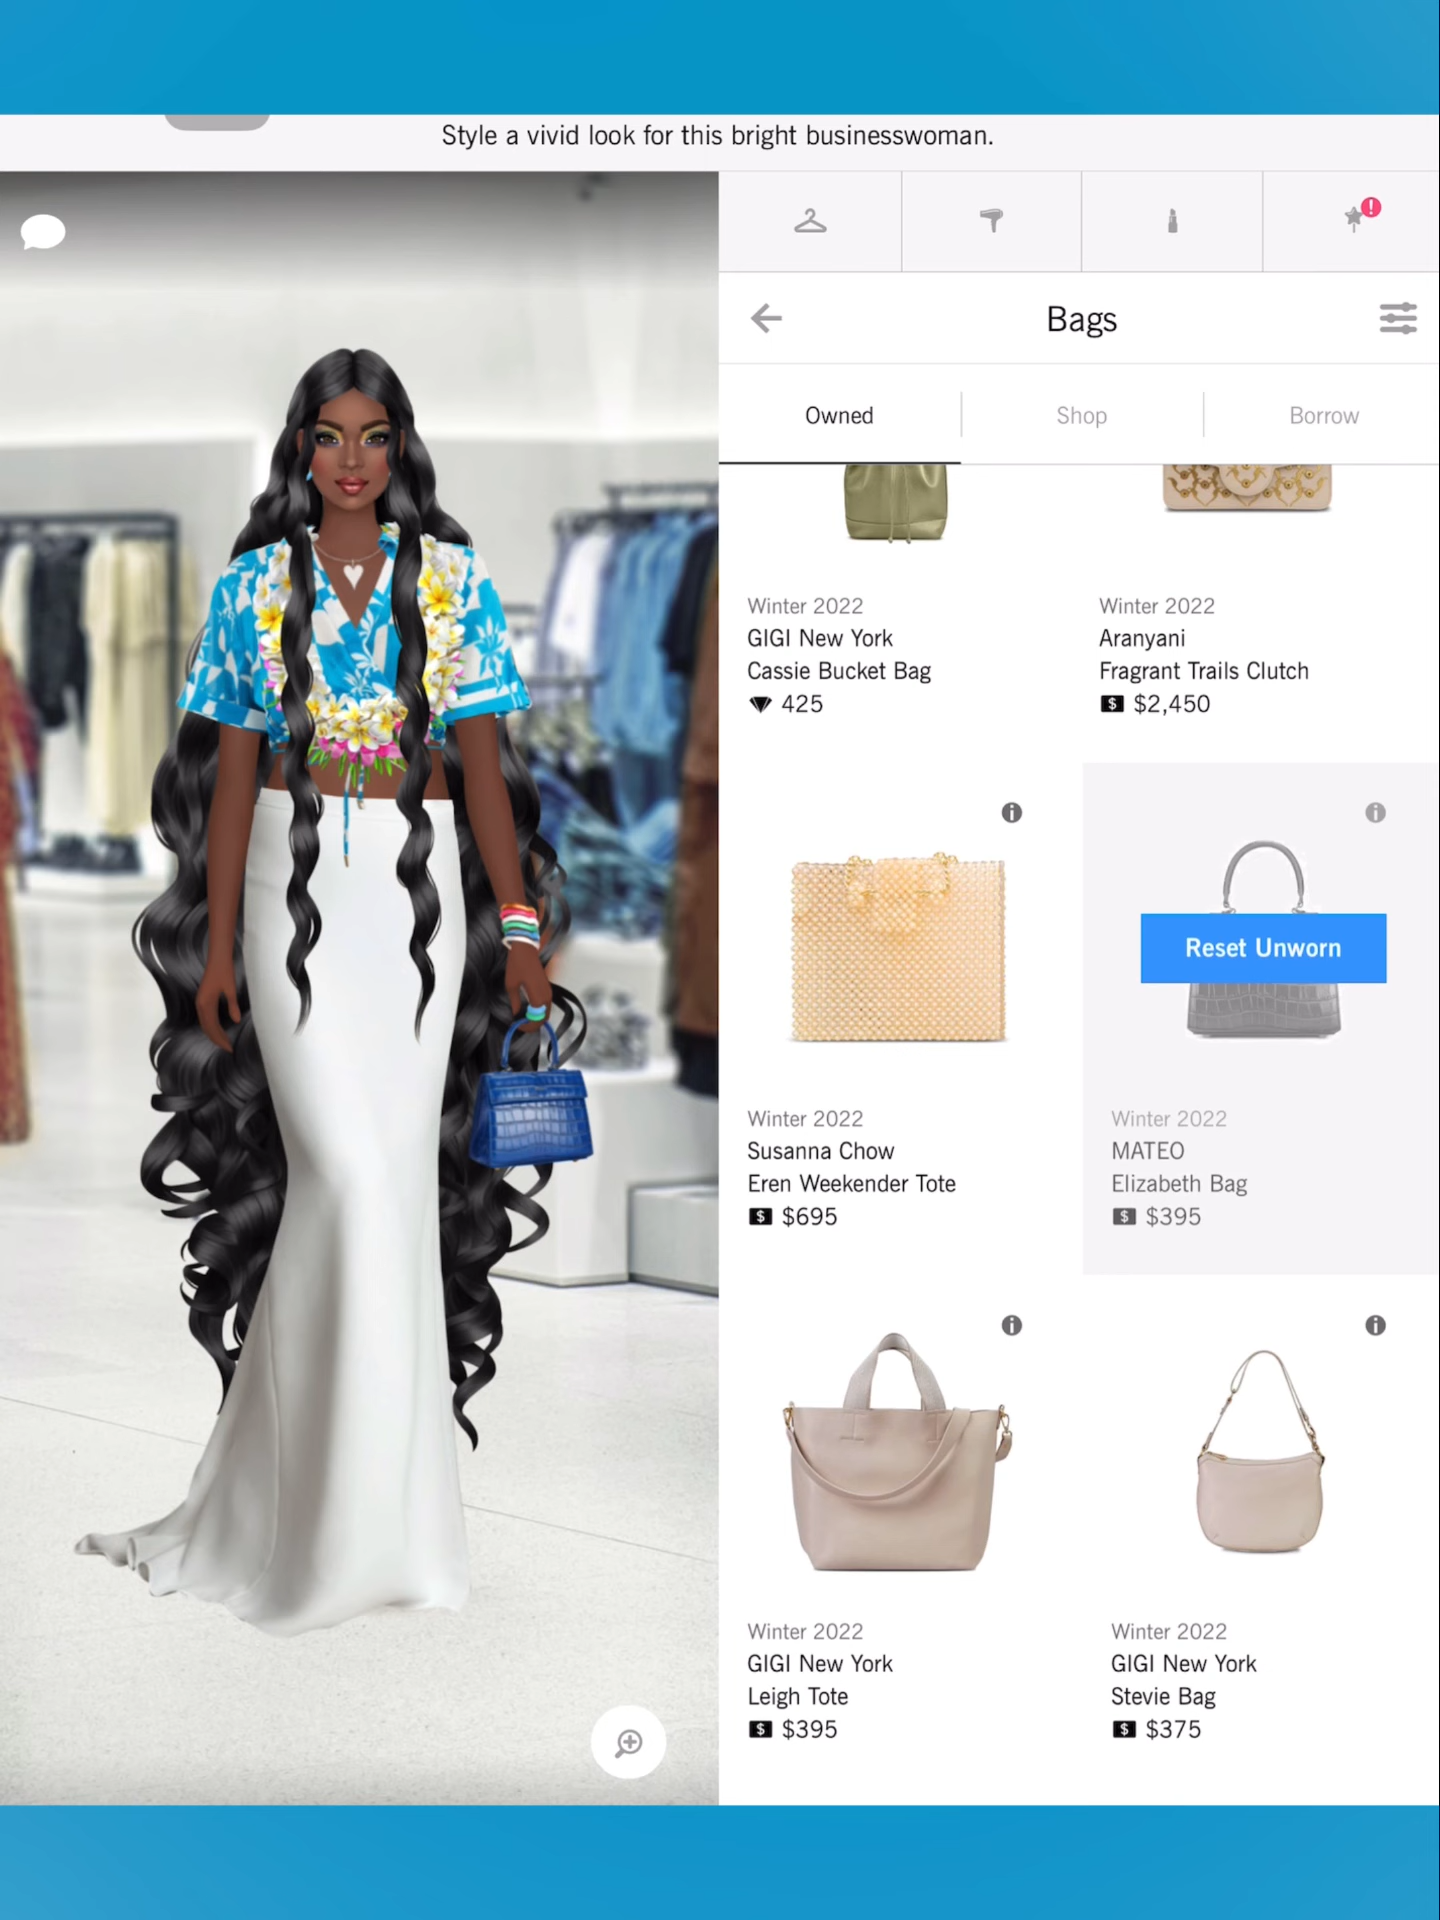 Style a vivid look for this bright businesswoman.
Bags
Owned
Shop
Borrow
Winter 2022
GIGI New York
Cassie Bucket Bag
425
Winter 2022
Aranyani
Fragrant Trails Clutch
$ $2,450
Winter 2022
Susanna Chow
Eren Weekender Tote
$ $695
Reset Unworn
Winter 2022
MATEO
Elizabeth Bag
$ $395
Winter 2022
GIGI New York
Leigh Tote
$ $395
Winter 2022
GIGI New York
Stevie Bag
$ $375